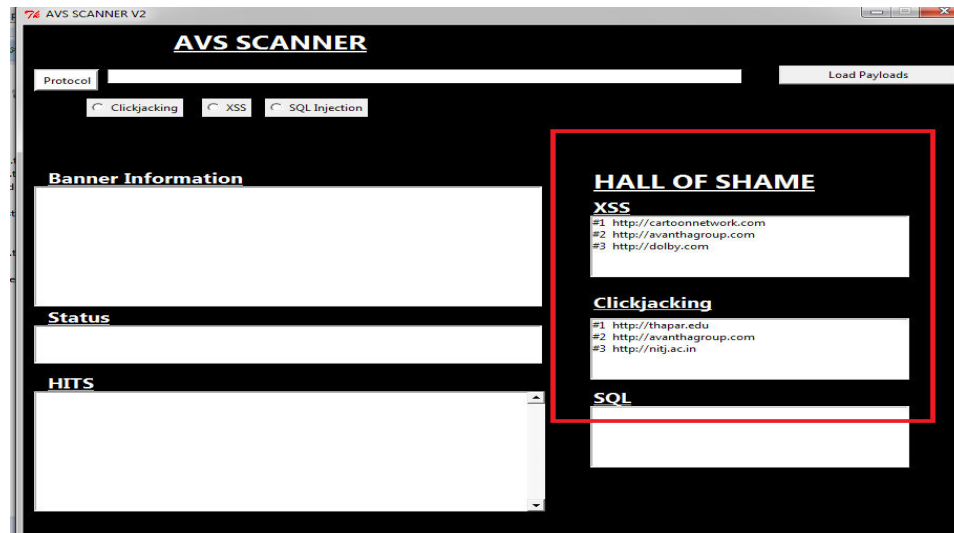 AVS SCANNER V2
AVS SCANNER
Protocol
Load Payloads
Clickjacking
XSS
SQL Injection
Banner Information
Status
HITS
HALL OF SHAME
XSS
#1 http://cartoonnetwork.com
#2 http://avanthagroup.com
#3 http://dolby.com
Clickjacking
#1 http://thapar.edu
#2 http://avanthagroup.com
#3 http://nitj.ac.in
SQL